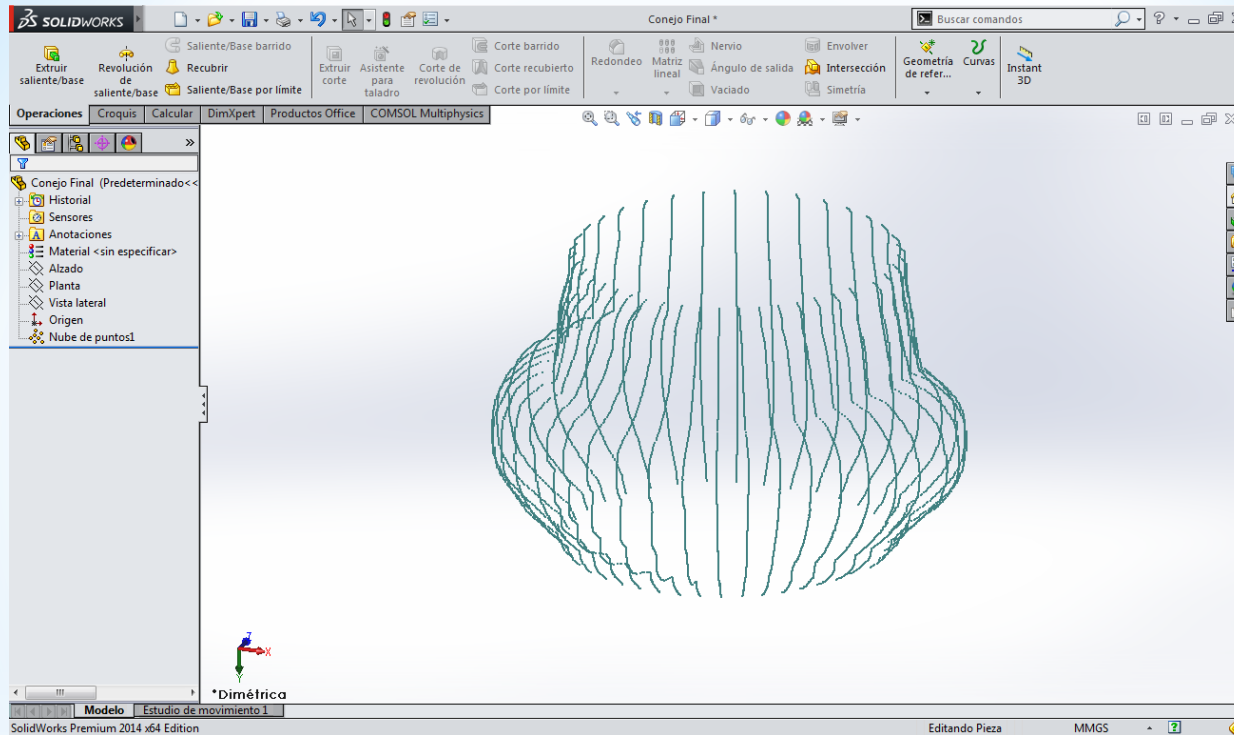 SOLIDWORKS
Conejo Final *
Buscar comandos
Extruir saliente/base
Revolución de saliente/base
Saliente/Base barrido
Recubrir
Saliente/Base por límite
Extruir corte
Asistente para taladro
Corte de revolución
Corte barrido
Corte recubierto
Corte por límite
Redondeo
Matriz lineal
Nervio
Ángulo de salida
Vaciado
Envolver
Intersección
Simetría
Geometría de refer...
Curvas
Instant 3D
Operaciones
Croquis
Calcular
DimXpert
Productos Office
COMSOL Multiphysics
Conejo Final (Predeterminado<<
Historial
Sensores
Anotaciones
Material <sin especificar>
Alzado
Planta
Vista lateral
Origen
Nube de puntos1
Z
X
Y
*Dimétrica
Modelo
Estudio de movimiento 1
SolidWorks Premium 2014 x64 Edition
Editando Pieza
MMGS